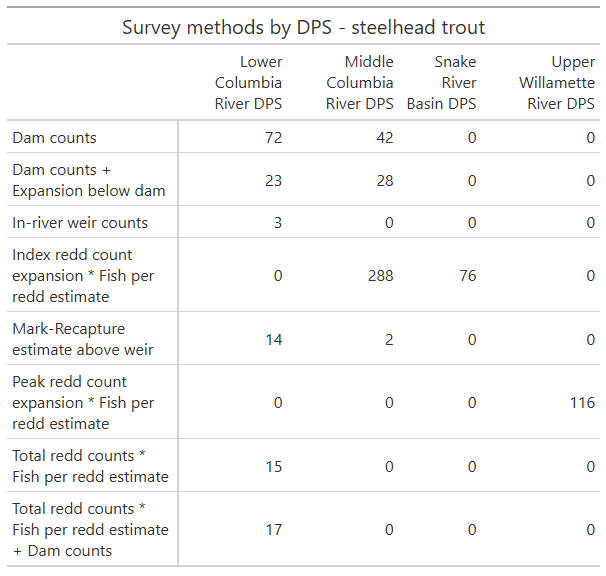 Survey methods by DPS - steelhead trout
Lower Columbia River DPS
Middle Columbia River DPS
Snake River Basin DPS
Upper Willamette River DPS
Dam counts 72 42 0 0
Dam counts +
Expansion below dam 23 28 0 0
In-river weir counts 3 0 0 0
Index redd count
expansion * Fish per 0 288 76 0
redd estimate
Mark-Recapture
estimate above weir 14 2 0 0
Peak redd count
expansion * Fish per 0 0 0 116
redd estimate
Total redd counts *
Fish per redd estimate 15 0 0 0
Total redd counts *
Fish per redd estimate 17 0 0 0
+ Dam counts